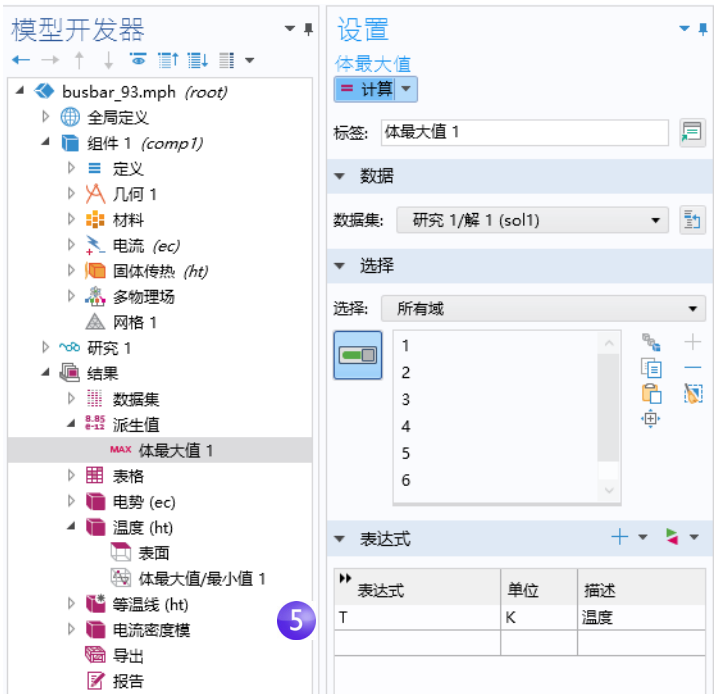 模型开发器
busbar_93.mph (root)
全局定义
组件 1 (comp1)
定义
几何 1
材料
电流 (ec)
固体传热 (ht)
多物理场
网格 1
研究 1
结果
数据集
8.85
e-12
派生值
MAX 体最大值 1
表格
电势 (ec)
温度 (ht)
表面
体最大值/最小值 1
等温线 (ht)
电流密度模
导出
报告
5
设置
体最大值
= 计算
标签: 体最大值 1
数据
数据集: 研究 1/解 1 (sol1)
选择
选择: 所有域
1
2
3
4
5
6
表达式
表达式 单位 描述
T K 温度